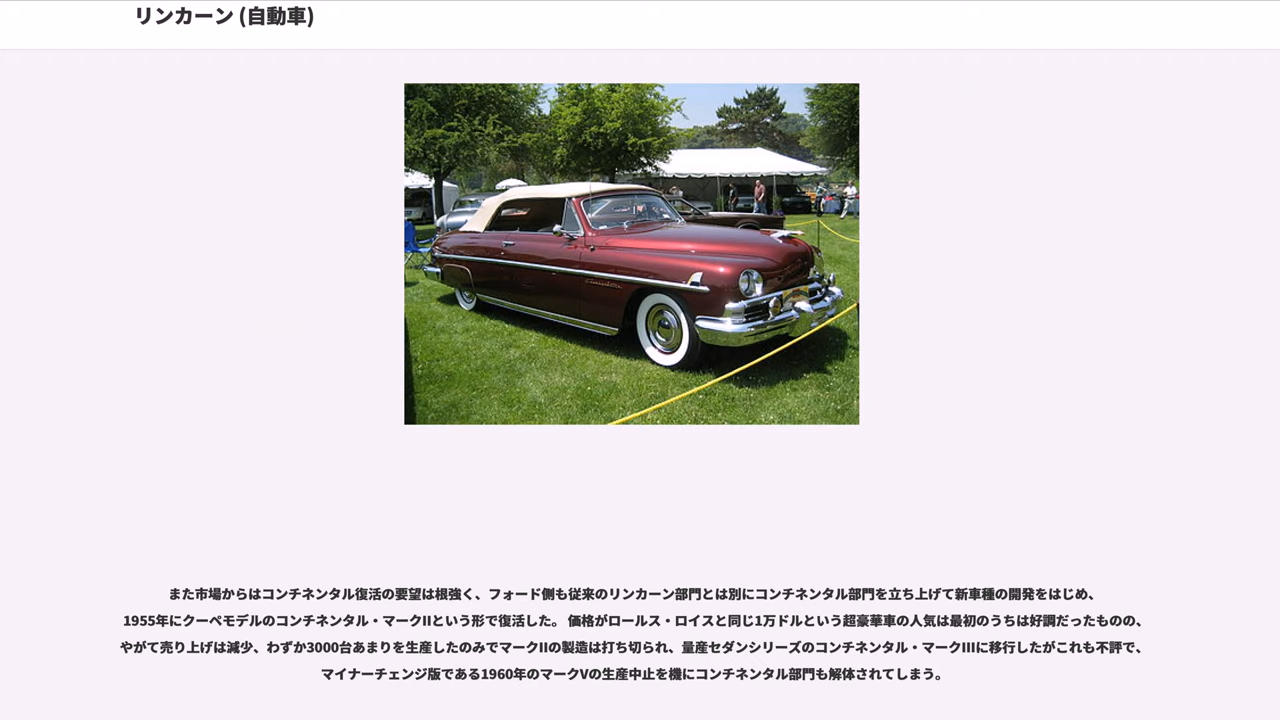 リンカーン (自動車)
また市場からはコンチネンタル復活の要望は根強く、フォード側も従来のリンカーン部門とは別にコンチネンタル部門を立ち上げて新車種の開発をはじめ、
1955年にクーペモデルのコンチネンタル・マークIIという形で復活した。 価格がロールス・ロイスと同じ1万ドルという超豪華車の人気は最初のうちは好調だったものの、
やがて売り上げは減少、わずか3000台あまりを生産したのみでマークIIの製造は打ち切られ、量産セダンシリーズのコンチネンタル・マークIIIに移行したがこれも不評で、
マイナーチェンジ版である1960年のマークVの生産中止を機にコンチネンタル部門も解体されてしまう。